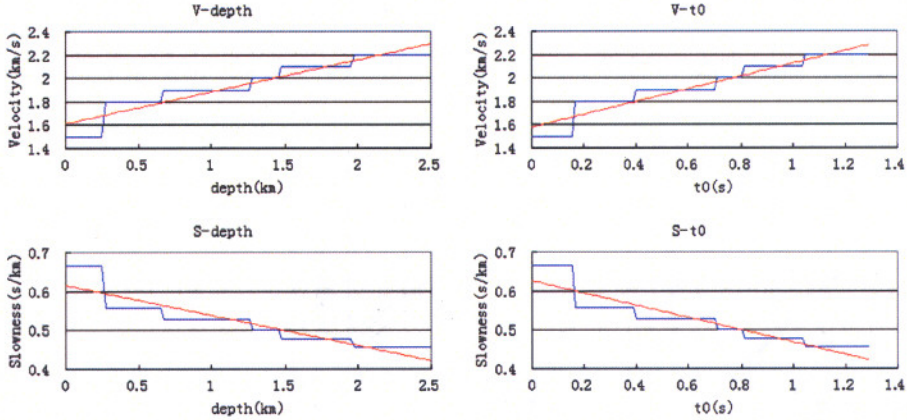 V-depth
Velocity(km/s)
2.4
2.2
2
1.8
1.6
1.4
0 0.5 1 1.5 2 2.5
depth(km)
V-t0
Velocity(km/s)
2.4
2.2
2
1.8
1.6
1.4
0 0.2 0.4 0.6 0.8 1 1.2 1.4
t0(s)
S-depth
Slowness(s/km)
0.7
0.6
0.5
0.4
0 0.5 1 1.5 2 2.5
depth(km)
S-t0
Slowness(s/km)
0.7
0.6
0.5
0.4
0 0.2 0.4 0.6 0.8 1 1.2 1.4
t0(s)